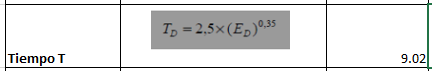 T_D = 2,5×(E_D)^0,35
Tiempo T 9.02